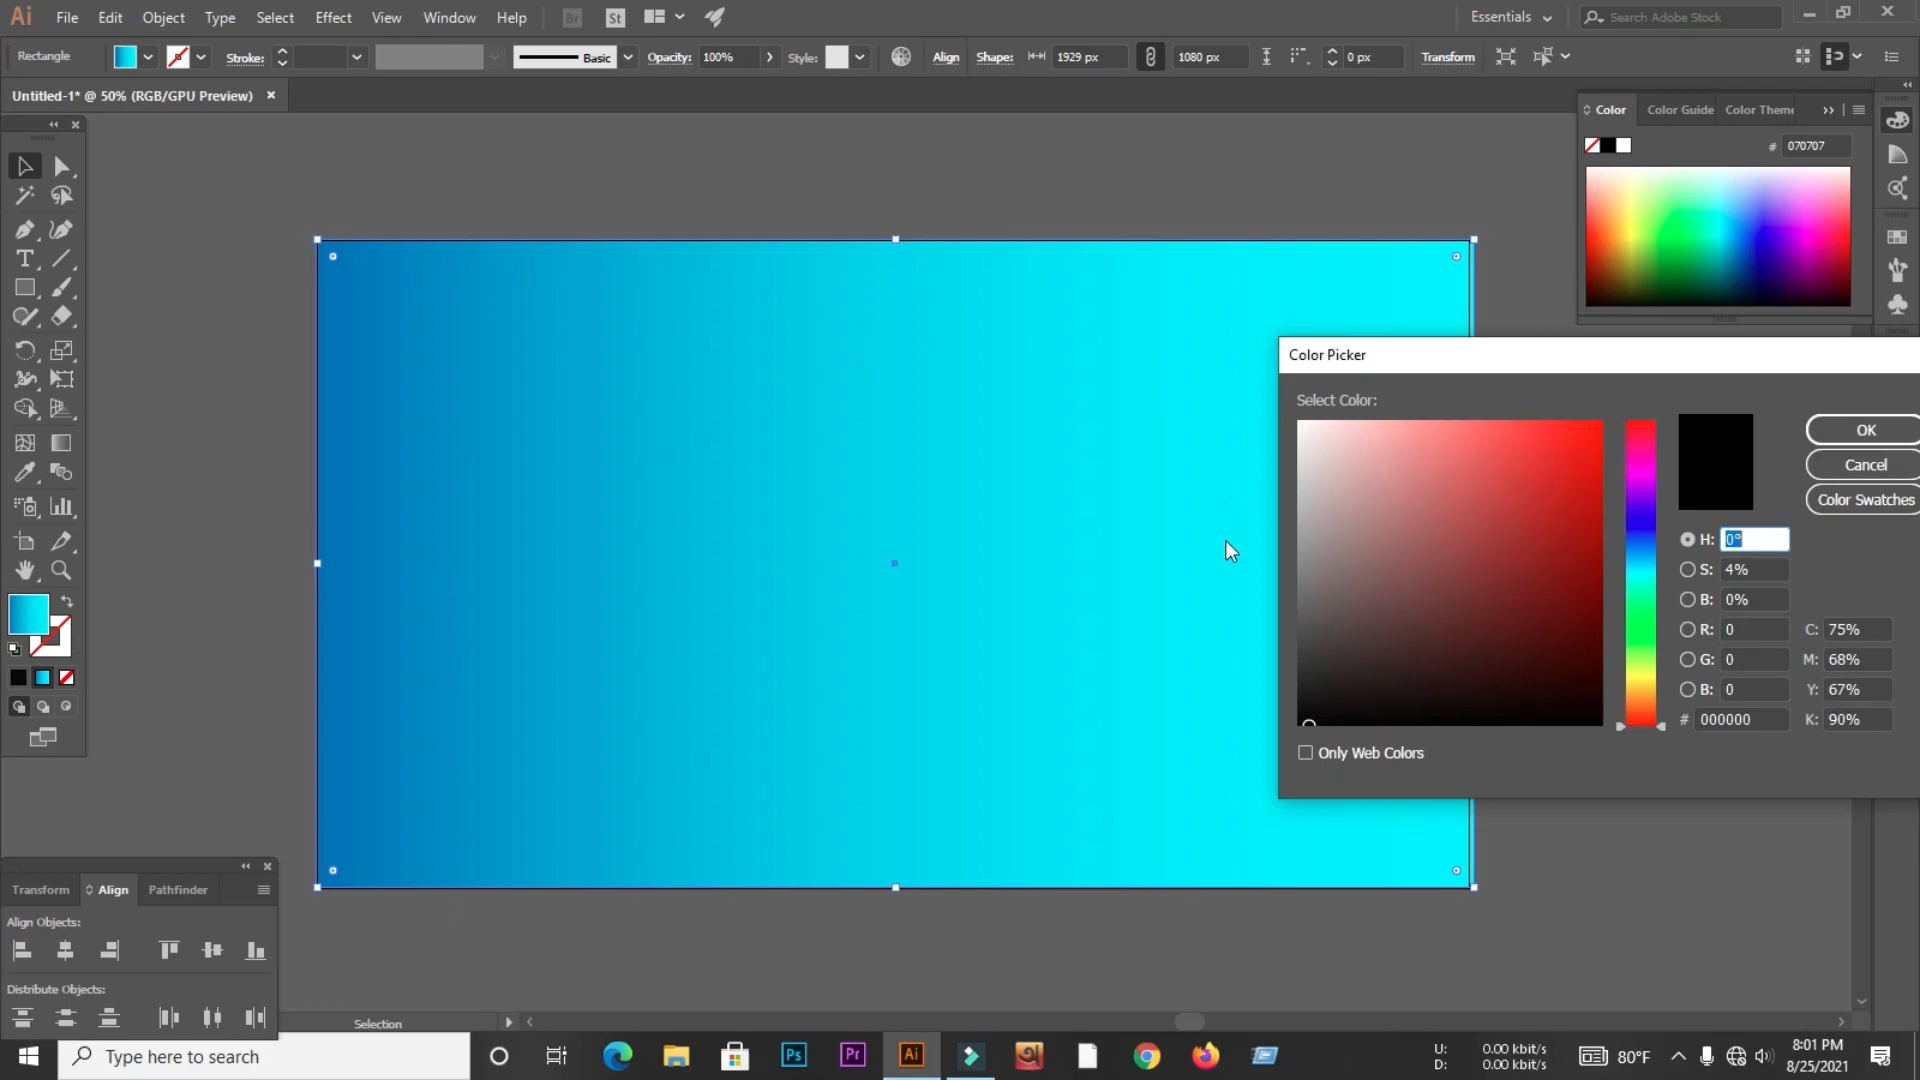 Ai File Edit Object Type Select Effect View Window Help Br St Essentials Search Adobe Stock
Rectangle Stroke: Basic Opacity: 100% Style: Align Shape: 1929 px 1080 px 0 px Transform
Untitled-1* @ 50% (RGB/GPU Preview)
Color Color Guide Color Theme
# 070707
Color Picker
Select Color:
OK
Cancel
Color Swatches
H: 0°
S: 4%
B: 0%
R: 0 C: 75%
G: 0 M: 68%
B: 0 Y: 67%
# 000000 K: 90%
Only Web Colors
Transform Align Pathfinder
Align Objects:
Distribute Objects:
Selection
Type here to search
Ps Pr Ai
U: 0.00 kbit/s
D: 0.00 kbit/s
80°F
8:01 PM
8/25/2021